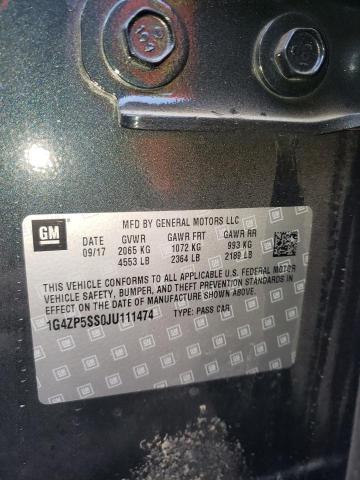 GM
MFD BY GENERAL MOTORS LLC
DATE GVWR GAWR FRT GAWR RR
09/17 2065 KG 1072 KG 993 KG
4553 LB 2364 LB 2189 LB
THIS VEHICLE CONFORMS TO ALL APPLICABLE U.S. FEDERAL MOTOR
VEHICLE SAFETY, BUMPER, AND THEFT PREVENTION STANDARDS IN
EFFECT ON THE DATE OF MANUFACTURE SHOWN ABOVE.
1G4ZP5SS0JU111474 TYPE: PASS CAR